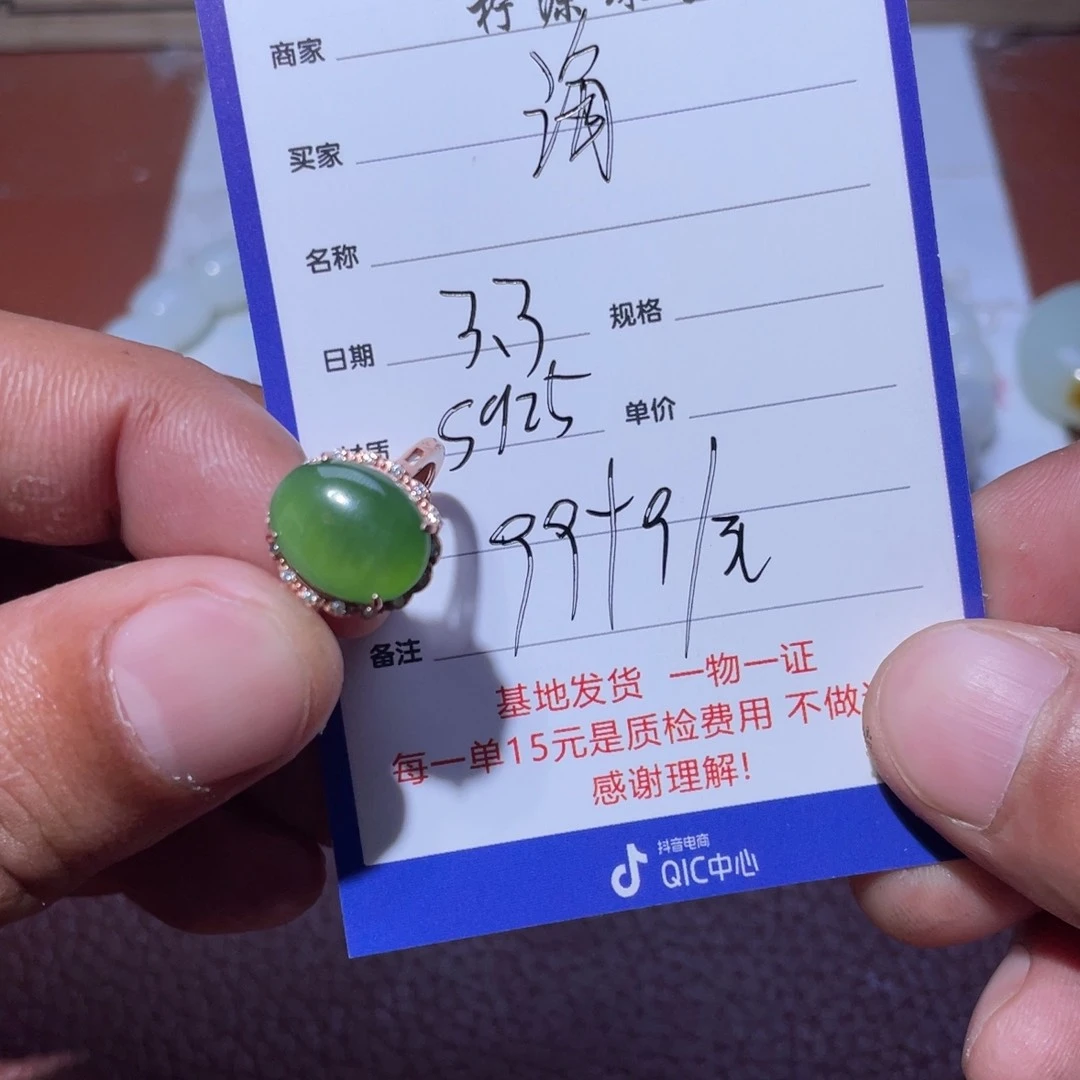 商家
买家 海
名称
日期 3.3 规格
材质 S925 单价
99+9/元
备注
基地发货 一物一证
每一单15元是质检费用 不做
感谢理解!
抖音电商
QIC中心